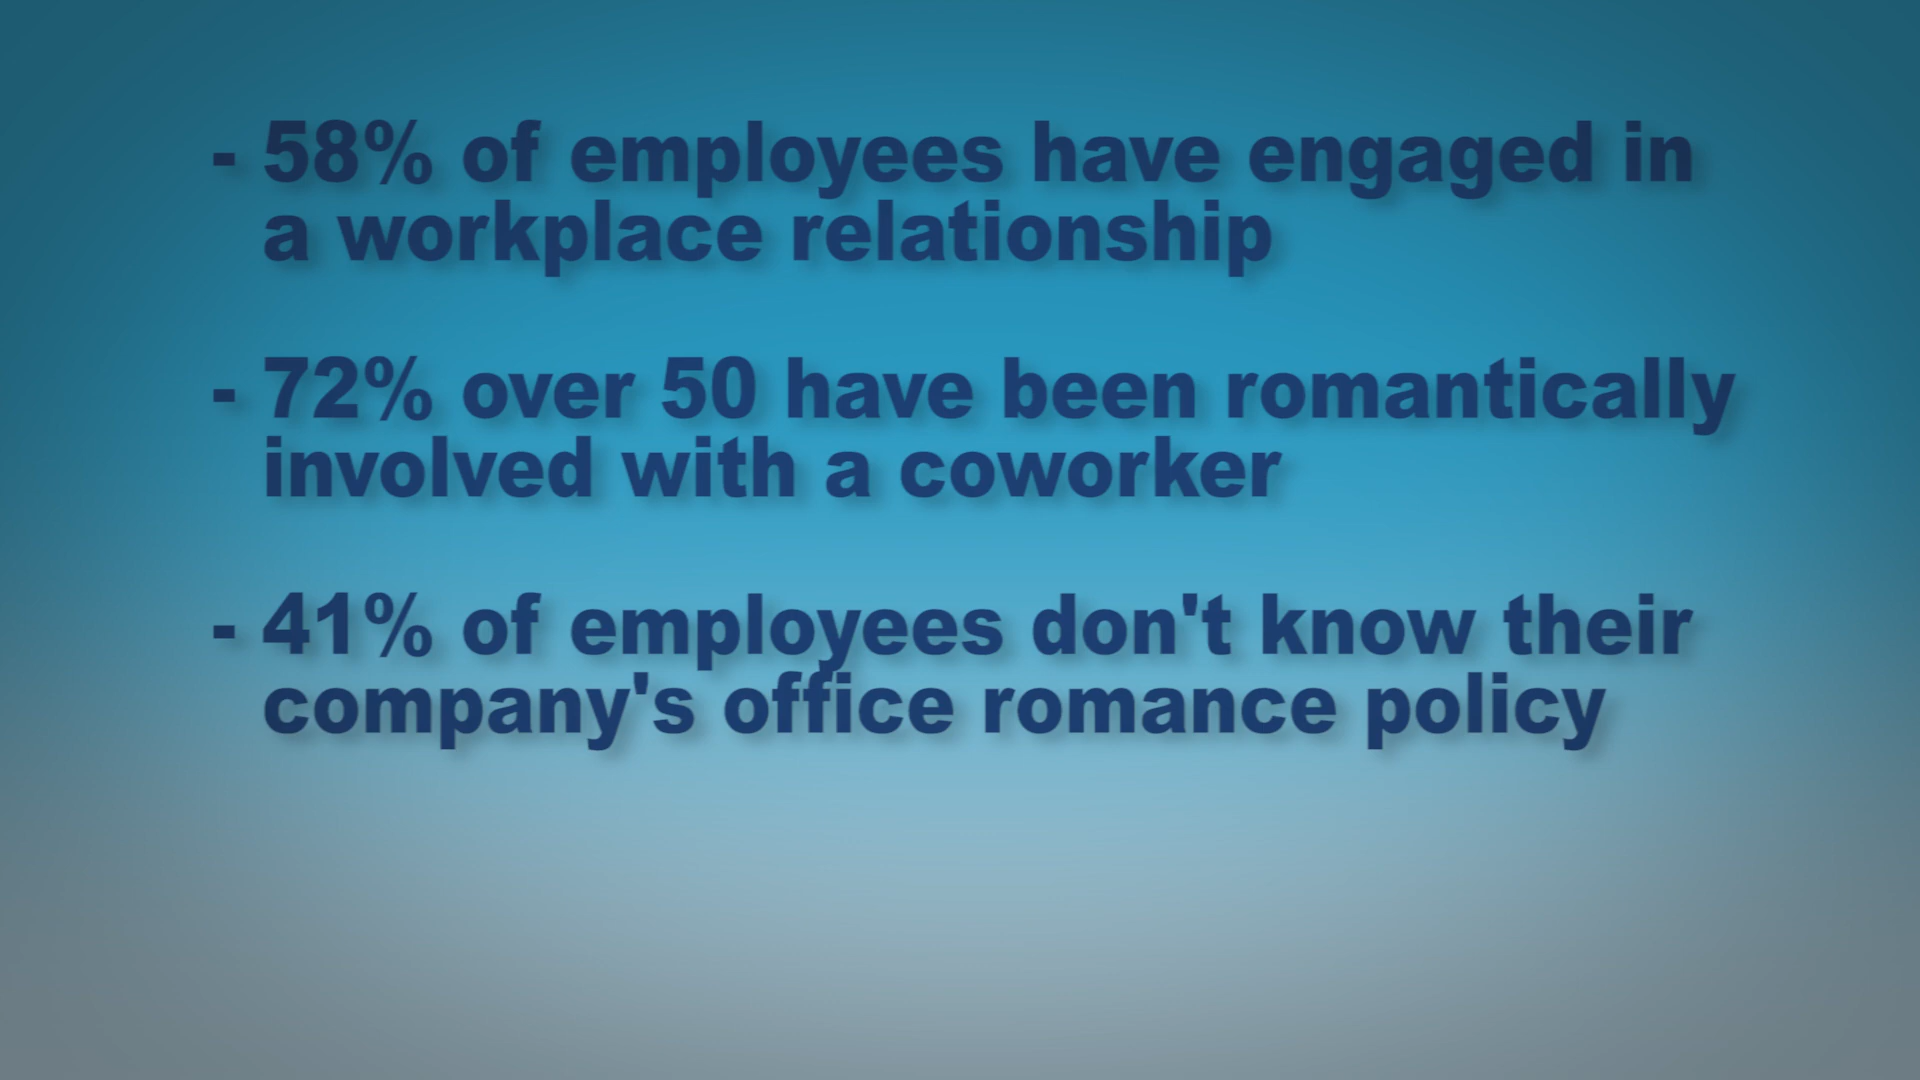 - 58% of employees have engaged in
a workplace relationship
- 72% over 50 have been romantically
involved with a coworker
- 41% of employees don't know their
company's office romance policy